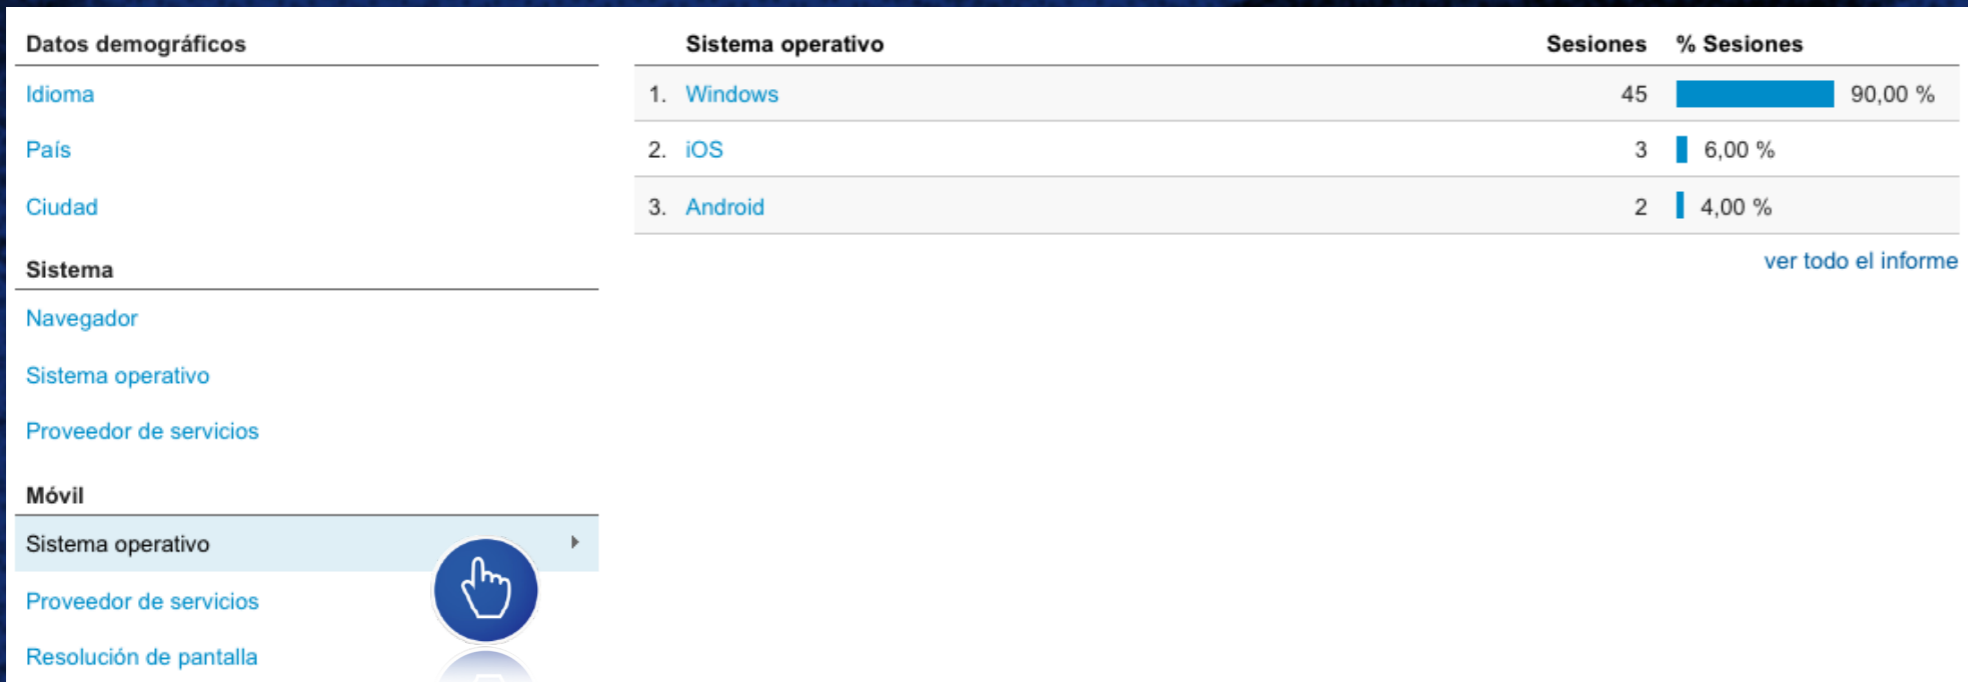 Datos demográficos
Idioma
País
Ciudad
Sistema
Navegador
Sistema operativo
Proveedor de servicios
Móvil
Sistema operativo
Proveedor de servicios
Resolución de pantalla
Sistema operativo Sesiones % Sesiones
1. Windows 45 90,00 %
2. iOS 3 6,00 %
3. Android 2 4,00 %
ver todo el informe